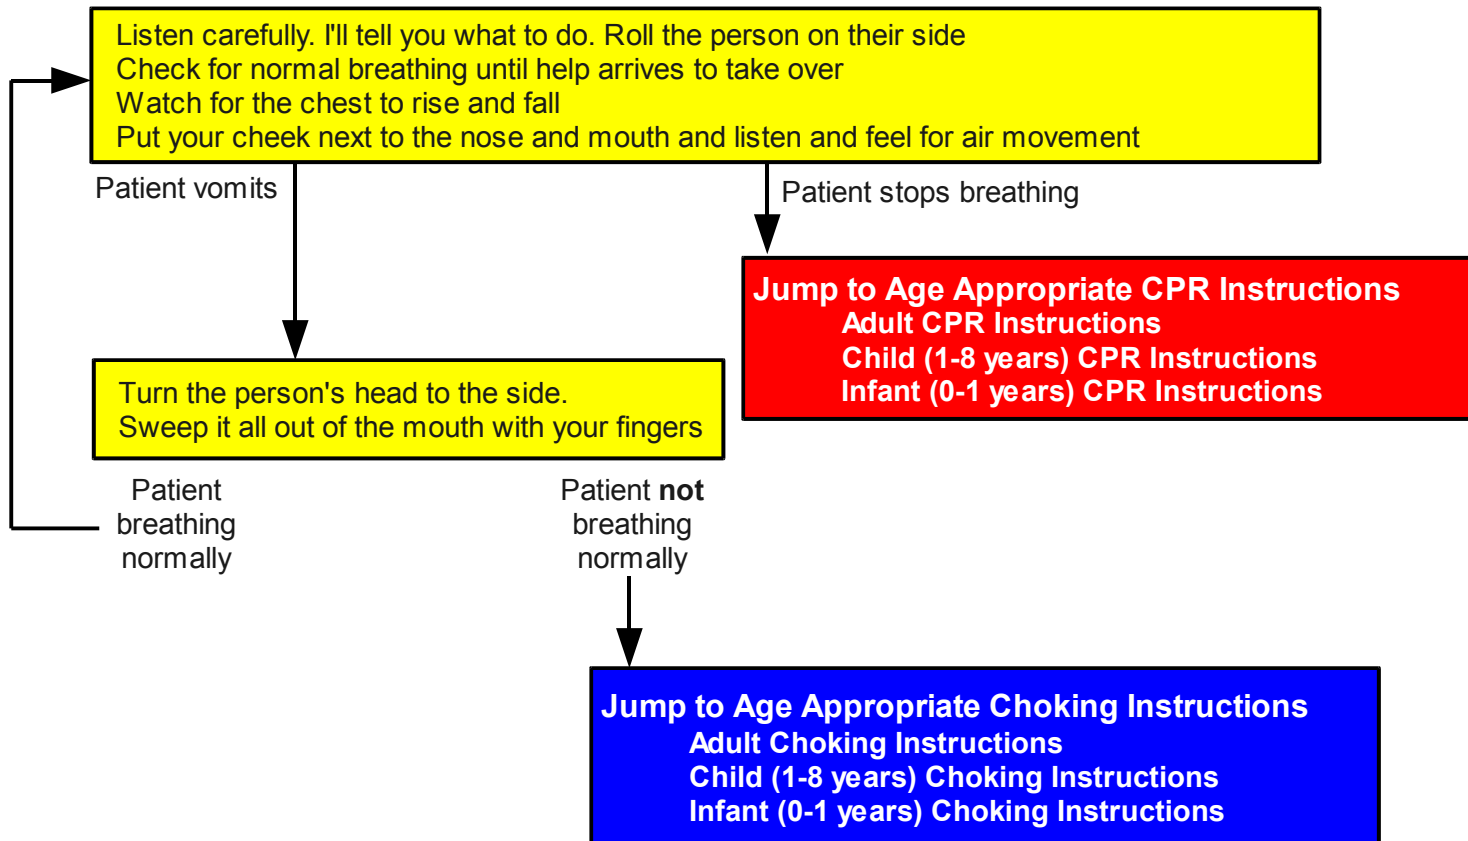 Listen carefully. I'll tell you what to do. Roll the person on their side
Check for normal breathing until help arrives to take over
Watch for the chest to rise and fall
Put your cheek next to the nose and mouth and listen and feel for air movement
Patient vomits
Patient stops breathing
Jump to Age Appropriate CPR Instructions
Adult CPR Instructions
Child (1-8 years) CPR Instructions
Infant (0-1 years) CPR Instructions
Turn the person's head to the side.
Sweep it all out of the mouth with your fingers
Patient
breathing
normally
Patient not
breathing
normally
Jump to Age Appropriate Choking Instructions
Adult Choking Instructions
Child (1-8 years) Choking Instructions
Infant (0-1 years) Choking Instructions